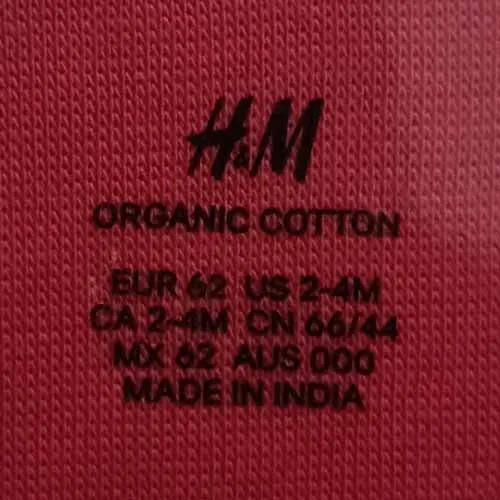 H&M
ORGANIC COTTON
EUR 62 US 2-4M
CA 2-4M CN 66/44
MX 62 AUS 000
MADE IN INDIA